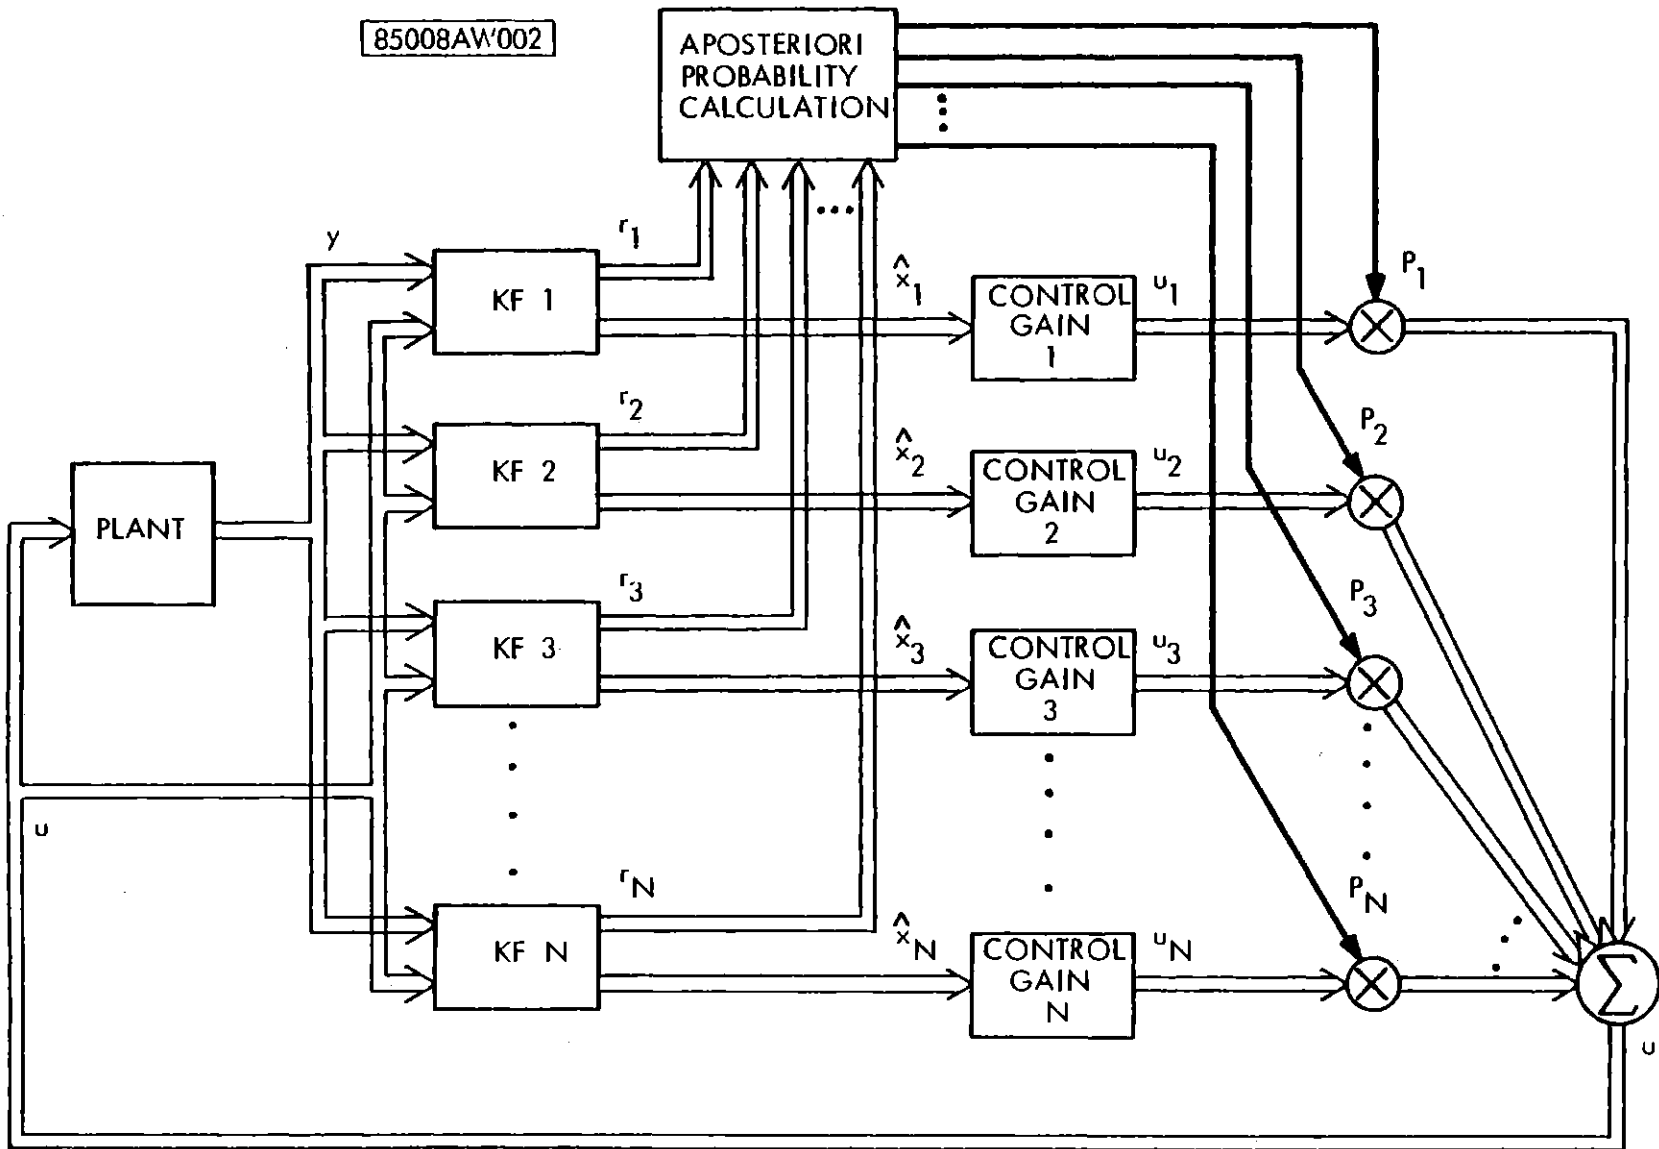 85008AW002
APOSTERIORI
PROBABILITY
CALCULATION
y
r1
r2
r3
rN
KF 1
KF 2
KF 3
KF N
PLANT
u
x̂1
x̂2
x̂3
x̂N
CONTROL
GAIN
1
CONTROL
GAIN
2
CONTROL
GAIN
3
CONTROL
GAIN
N
u1
u2
u3
uN
P1
P2
P3
PN
Σ
u